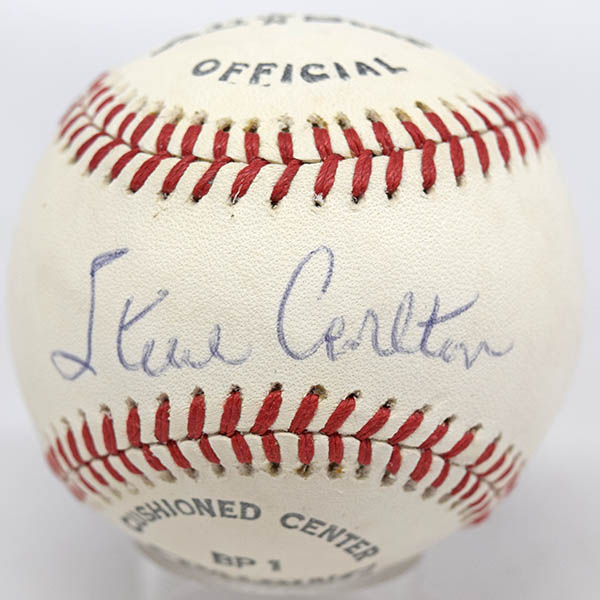 OFFICIAL
Steve Carlton
CUSHIONED CENTER
BP 1